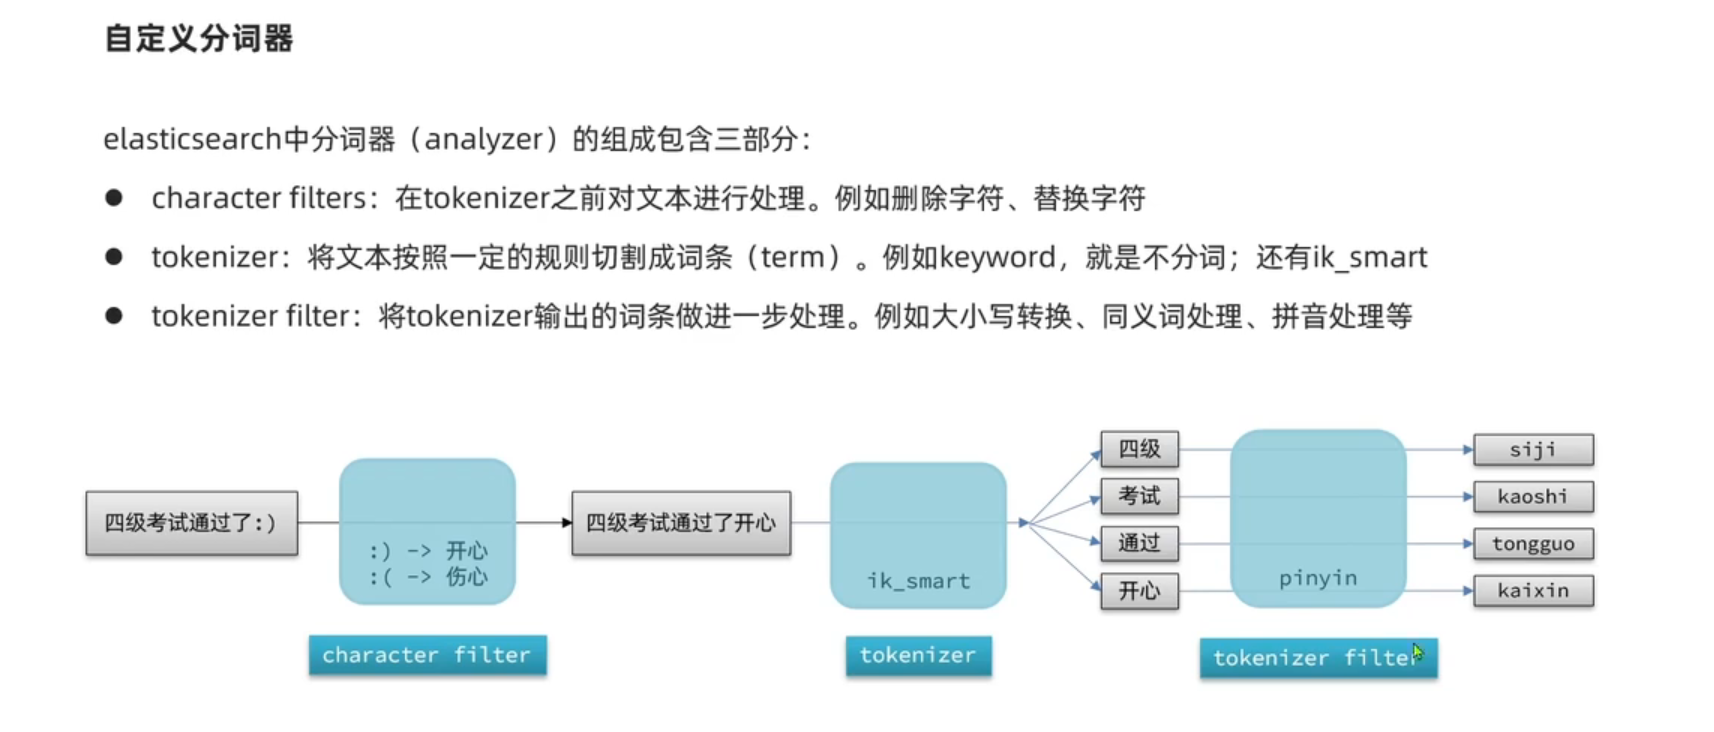 自定义分词器
elasticsearch中分词器（analyzer）的组成包含三部分：
● character filters：在tokenizer之前对文本进行处理。例如删除字符、替换字符
● tokenizer：将文本按照一定的规则切割成词条（term）。例如keyword，就是不分词；还有ik_smart
● tokenizer filter：将tokenizer输出的词条做进一步处理。例如大小写转换、同义词处理、拼音处理等
四级考试通过了:)
:) -> 开心
:( -> 伤心
character filter
四级考试通过了开心
ik_smart
tokenizer
四级
考试
通过
开心
pinyin
tokenizer filter
siji
kaoshi
tongguo
kaixin